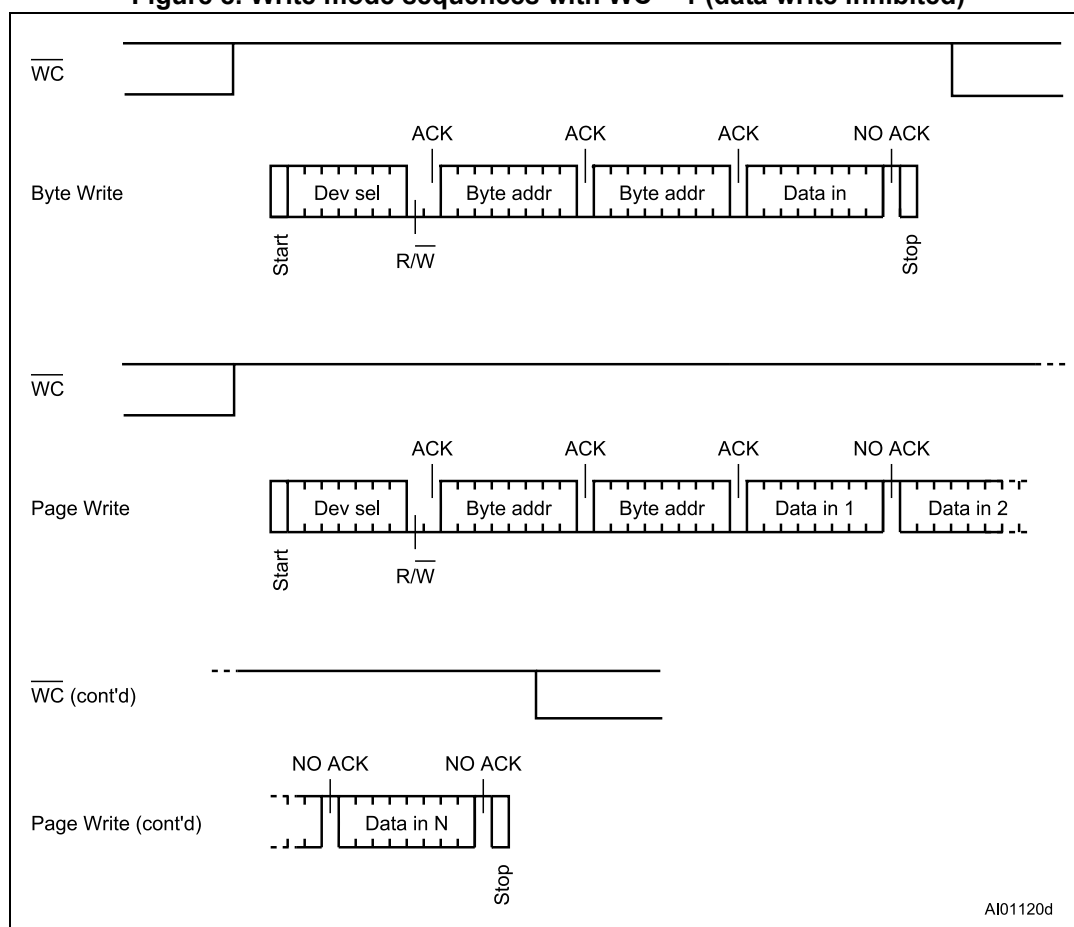 WC
ACK ACK ACK NO ACK
Byte Write Dev sel Byte addr Byte addr Data in
Start R/W Stop
WC
ACK ACK ACK NO ACK
Page Write Dev sel Byte addr Byte addr Data in 1 Data in 2
Start R/W
WC (cont'd)
NO ACK NO ACK
Page Write (cont'd) Data in N
Stop
AI01120d